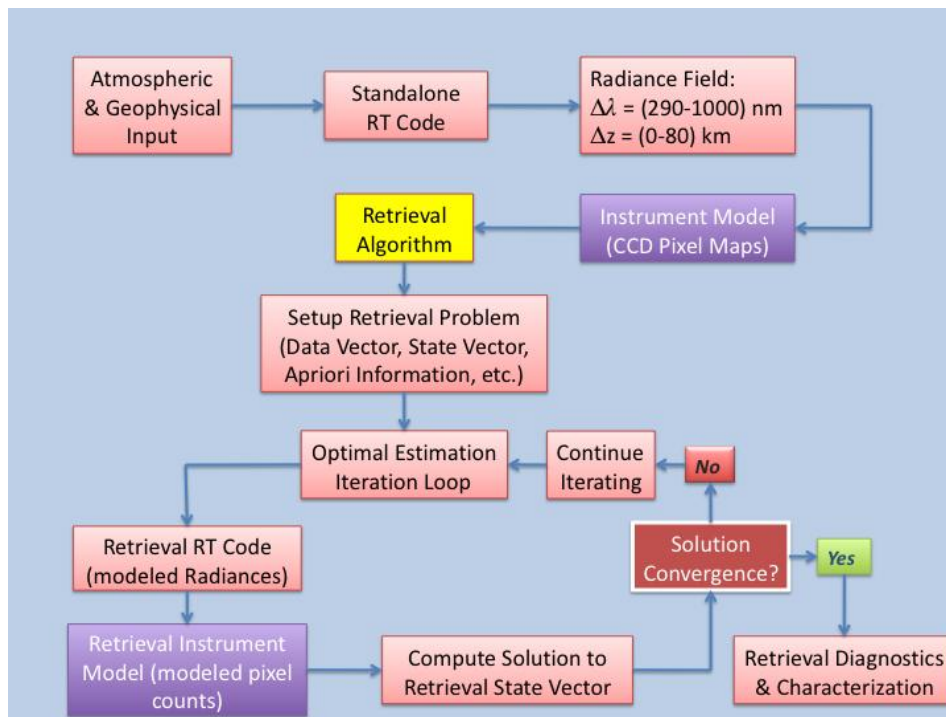 Atmospheric
& Geophysical
Input
Standalone
RT Code
Radiance Field:
Δλ = (290-1000) nm
Δz = (0-80) km
Instrument Model
(CCD Pixel Maps)
Retrieval
Algorithm
Setup Retrieval Problem
(Data Vector, State Vector,
Apriori Information, etc.)
Optimal Estimation
Iteration Loop
Continue
Iterating
No
Retrieval RT Code
(modeled Radiances)
Solution
Convergence?
Yes
Retrieval Instrument
Model (modeled pixel
counts)
Compute Solution to
Retrieval State Vector
Retrieval Diagnostics
& Characterization